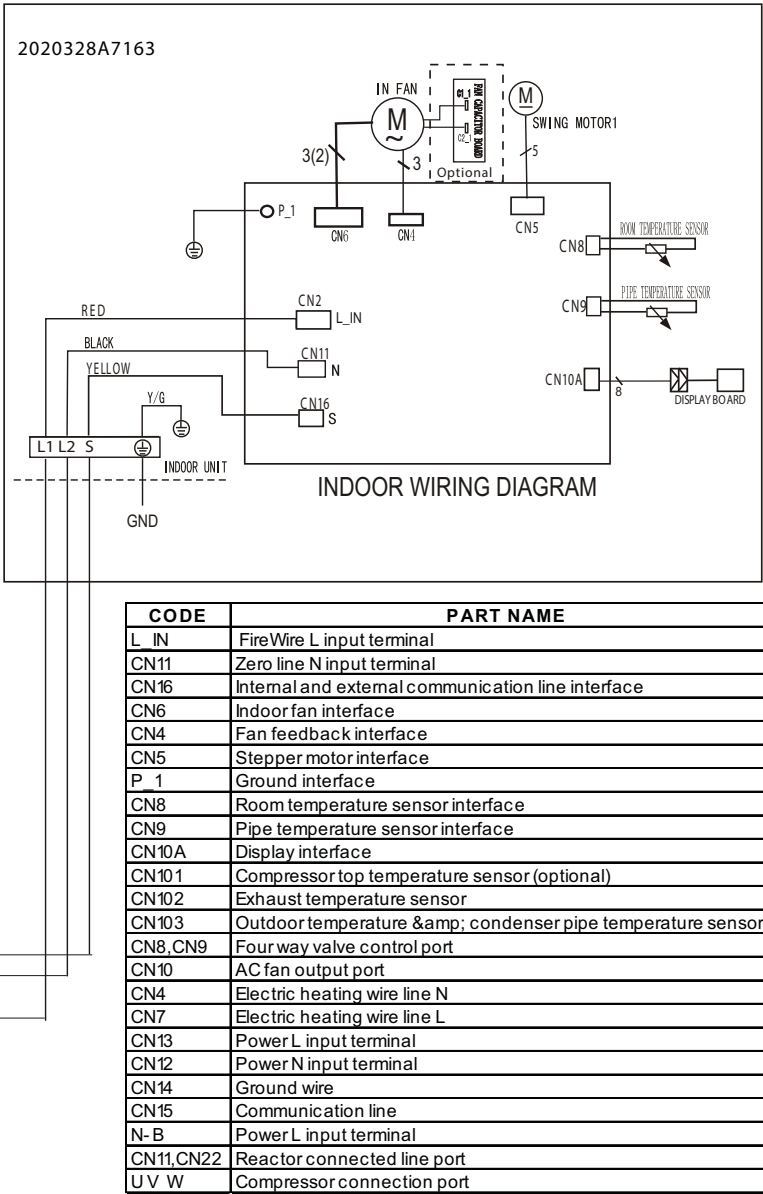 2020328A7163
IN FAN
M
~
C1_1
C2_1
FAN CAPACITOR BOARD
Optional
M
SWING MOTOR1
3(2)
3
5
P_1
CN6
CN4
CN5
CN8
ROOM TEMPERATURE SENSOR
CN9
PIPE TEMPERATURE SENSOR
CN2
L_IN
RED
BLACK
CN11
N
YELLOW
CN10A
8
DISPLAY BOARD
Y/G
CN16
S
L1 L2 S
INDOOR UNIT
INDOOR WIRING DIAGRAM
GND
CODE PART NAME
L_IN FireWire L input terminal
CN11 Zero line N input terminal
CN16 Internal and external communication line interface
CN6 Indoor fan interface
CN4 Fan feedback interface
CN5 Stepper motor interface
P_1 Ground interface
CN8 Room temperature sensor interface
CN9 Pipe temperature sensor interface
CN10A Display interface
CN101 Compressor top temperature sensor (optional)
CN102 Exhaust temperature sensor
CN103 Outdoor temperature &amp; condenser pipe temperature sensor
CN8,CN9 Four way valve control port
CN10 AC fan output port
CN4 Electric heating wire line N
CN7 Electric heating wire line L
CN13 Power L input terminal
CN12 Power N input terminal
CN14 Ground wire
CN15 Communication line
N-B Power L input terminal
CN11,CN22 Reactor connected line port
U V W Compressor connection port